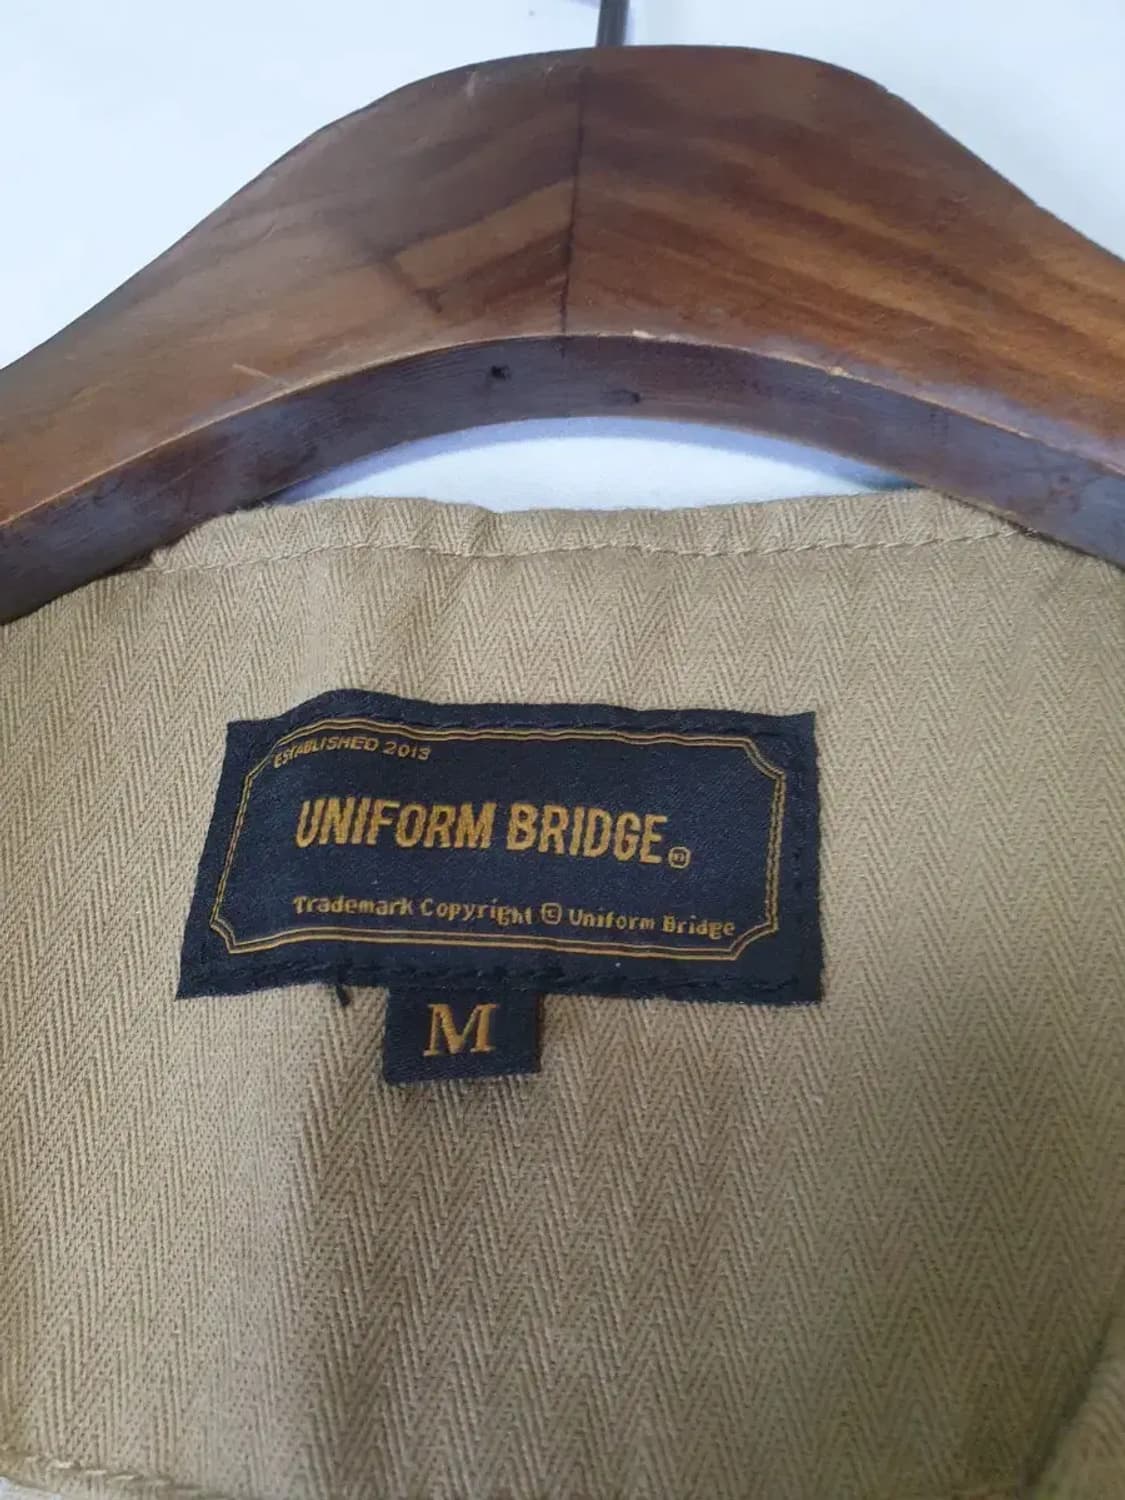 ESTABLISHED 2013
UNIFORM BRIDGE ®
Trademark Copyright © Uniform Bridge
M